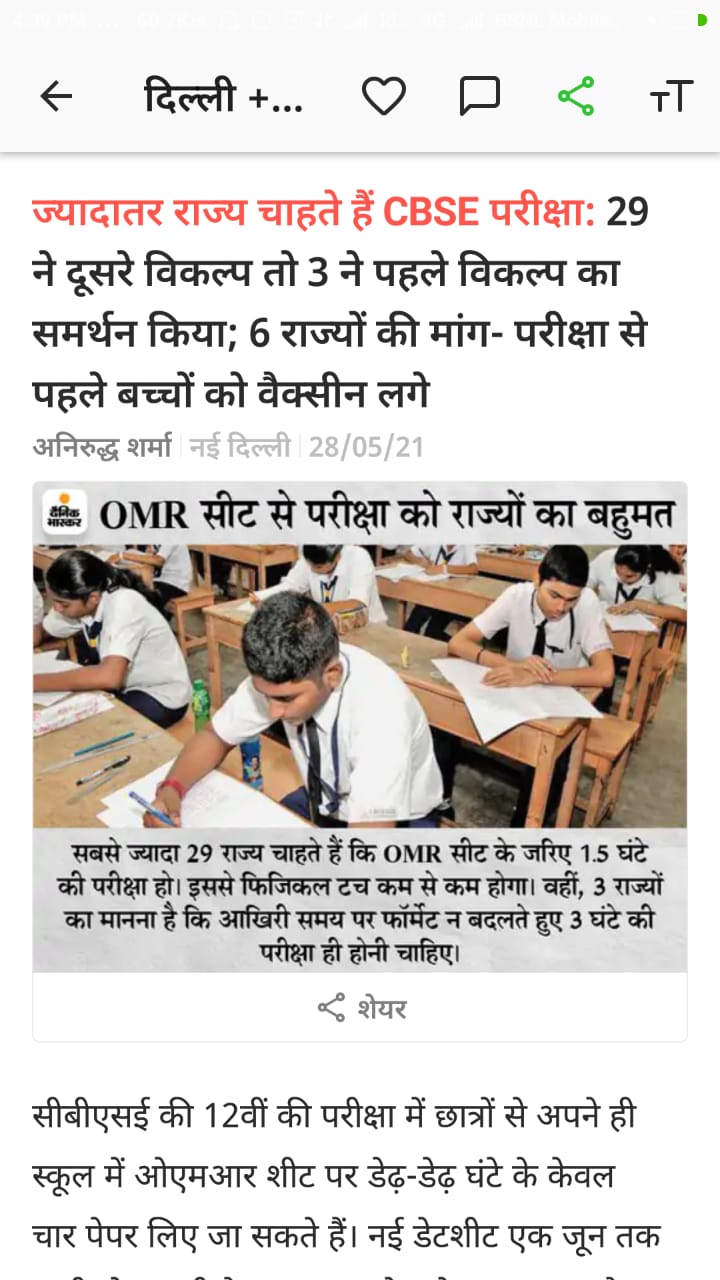 दिल्ली +...
ज्यादातर राज्य चाहते हैं CBSE परीक्षा: 29
ने दूसरे विकल्प तो 3 ने पहले विकल्प का
समर्थन किया; 6 राज्यों की मांग- परीक्षा से
पहले बच्चों को वैक्सीन लगे
अनिरुद्ध शर्मा | नई दिल्ली | 28/05/21
दैनिक
भास्कर
OMR सीट से परीक्षा को राज्यों का बहुमत
सबसे ज्यादा 29 राज्य चाहते हैं कि OMR सीट के जरिए 1.5 घंटे
की परीक्षा हो। इससे फिजिकल टच कम से कम होगा। वहीं, 3 राज्यों
का मानना है कि आखिरी समय पर फॉर्मेट न बदलते हुए 3 घंटे की
परीक्षा ही होनी चाहिए।
शेयर
सीबीएसई की 12वीं की परीक्षा में छात्रों से अपने ही
स्कूल में ओएमआर शीट पर डेढ़-डेढ़ घंटे के केवल
चार पेपर लिए जा सकते हैं। नई डेटशीट एक जून तक